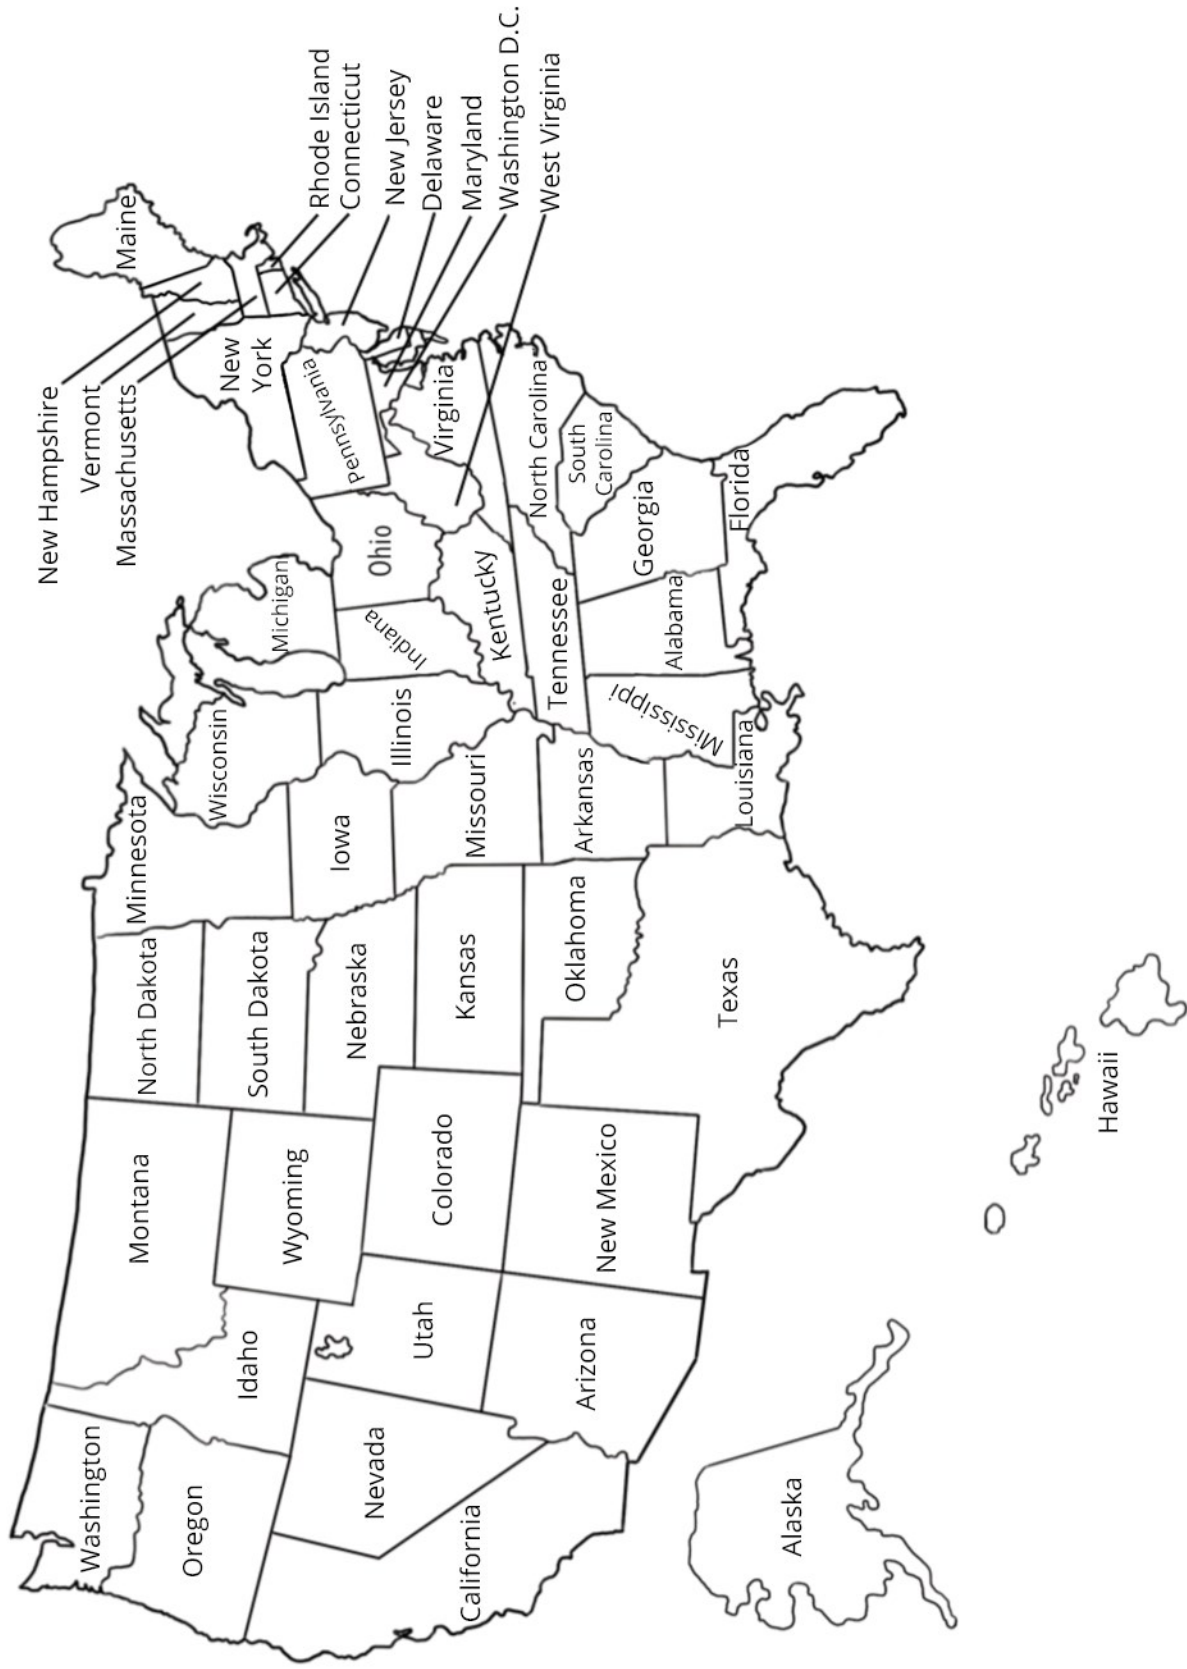 Washington
Oregon
California
Nevada
Idaho
Montana
Wyoming
Utah
Arizona
Colorado
New Mexico
North Dakota
South Dakota
Nebraska
Kansas
Oklahoma
Texas
Minnesota
Iowa
Missouri
Arkansas
Louisiana
Wisconsin
Illinois
Michigan
Indiana
Ohio
Kentucky
Tennessee
Mississippi
Alabama
Georgia
Florida
South
Carolina
North Carolina
Virginia
Pennsylvania
New
York
Maine
New Hampshire
Vermont
Massachusetts
Rhode Island
Connecticut
New Jersey
Delaware
Maryland
Washington D.C.
West Virginia
Alaska
Hawaii